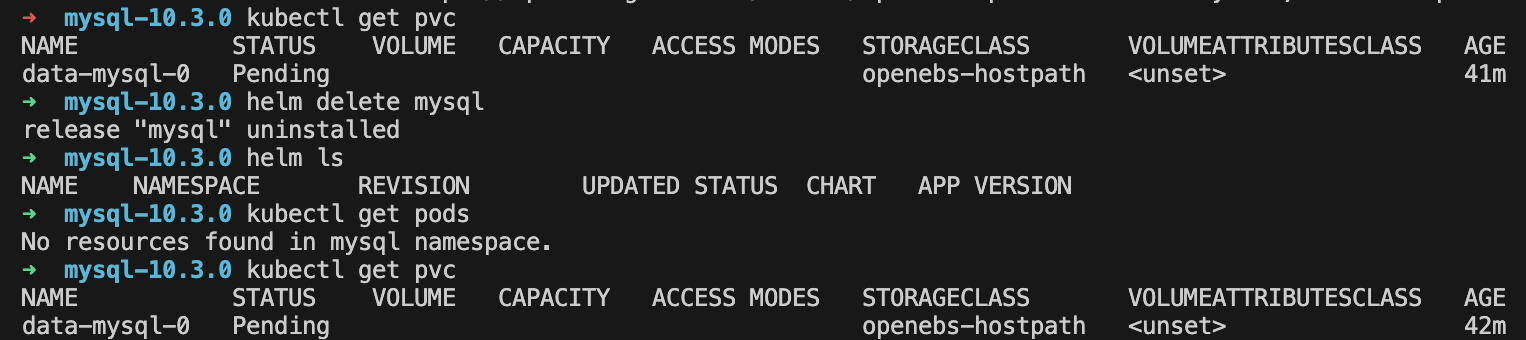 ➜ mysql-10.3.0 kubectl get pvc
NAME STATUS VOLUME CAPACITY ACCESS MODES STORAGECLASS VOLUMEATTRIBUTESCLASS AGE
data-mysql-0 Pending openebs-hostpath <unset> 41m
➜ mysql-10.3.0 helm delete mysql
release "mysql" uninstalled
➜ mysql-10.3.0 helm ls
NAME NAMESPACE REVISION UPDATED STATUS CHART APP VERSION
➜ mysql-10.3.0 kubectl get pods
No resources found in mysql namespace.
➜ mysql-10.3.0 kubectl get pvc
NAME STATUS VOLUME CAPACITY ACCESS MODES STORAGECLASS VOLUMEATTRIBUTESCLASS AGE
data-mysql-0 Pending openebs-hostpath <unset> 42m